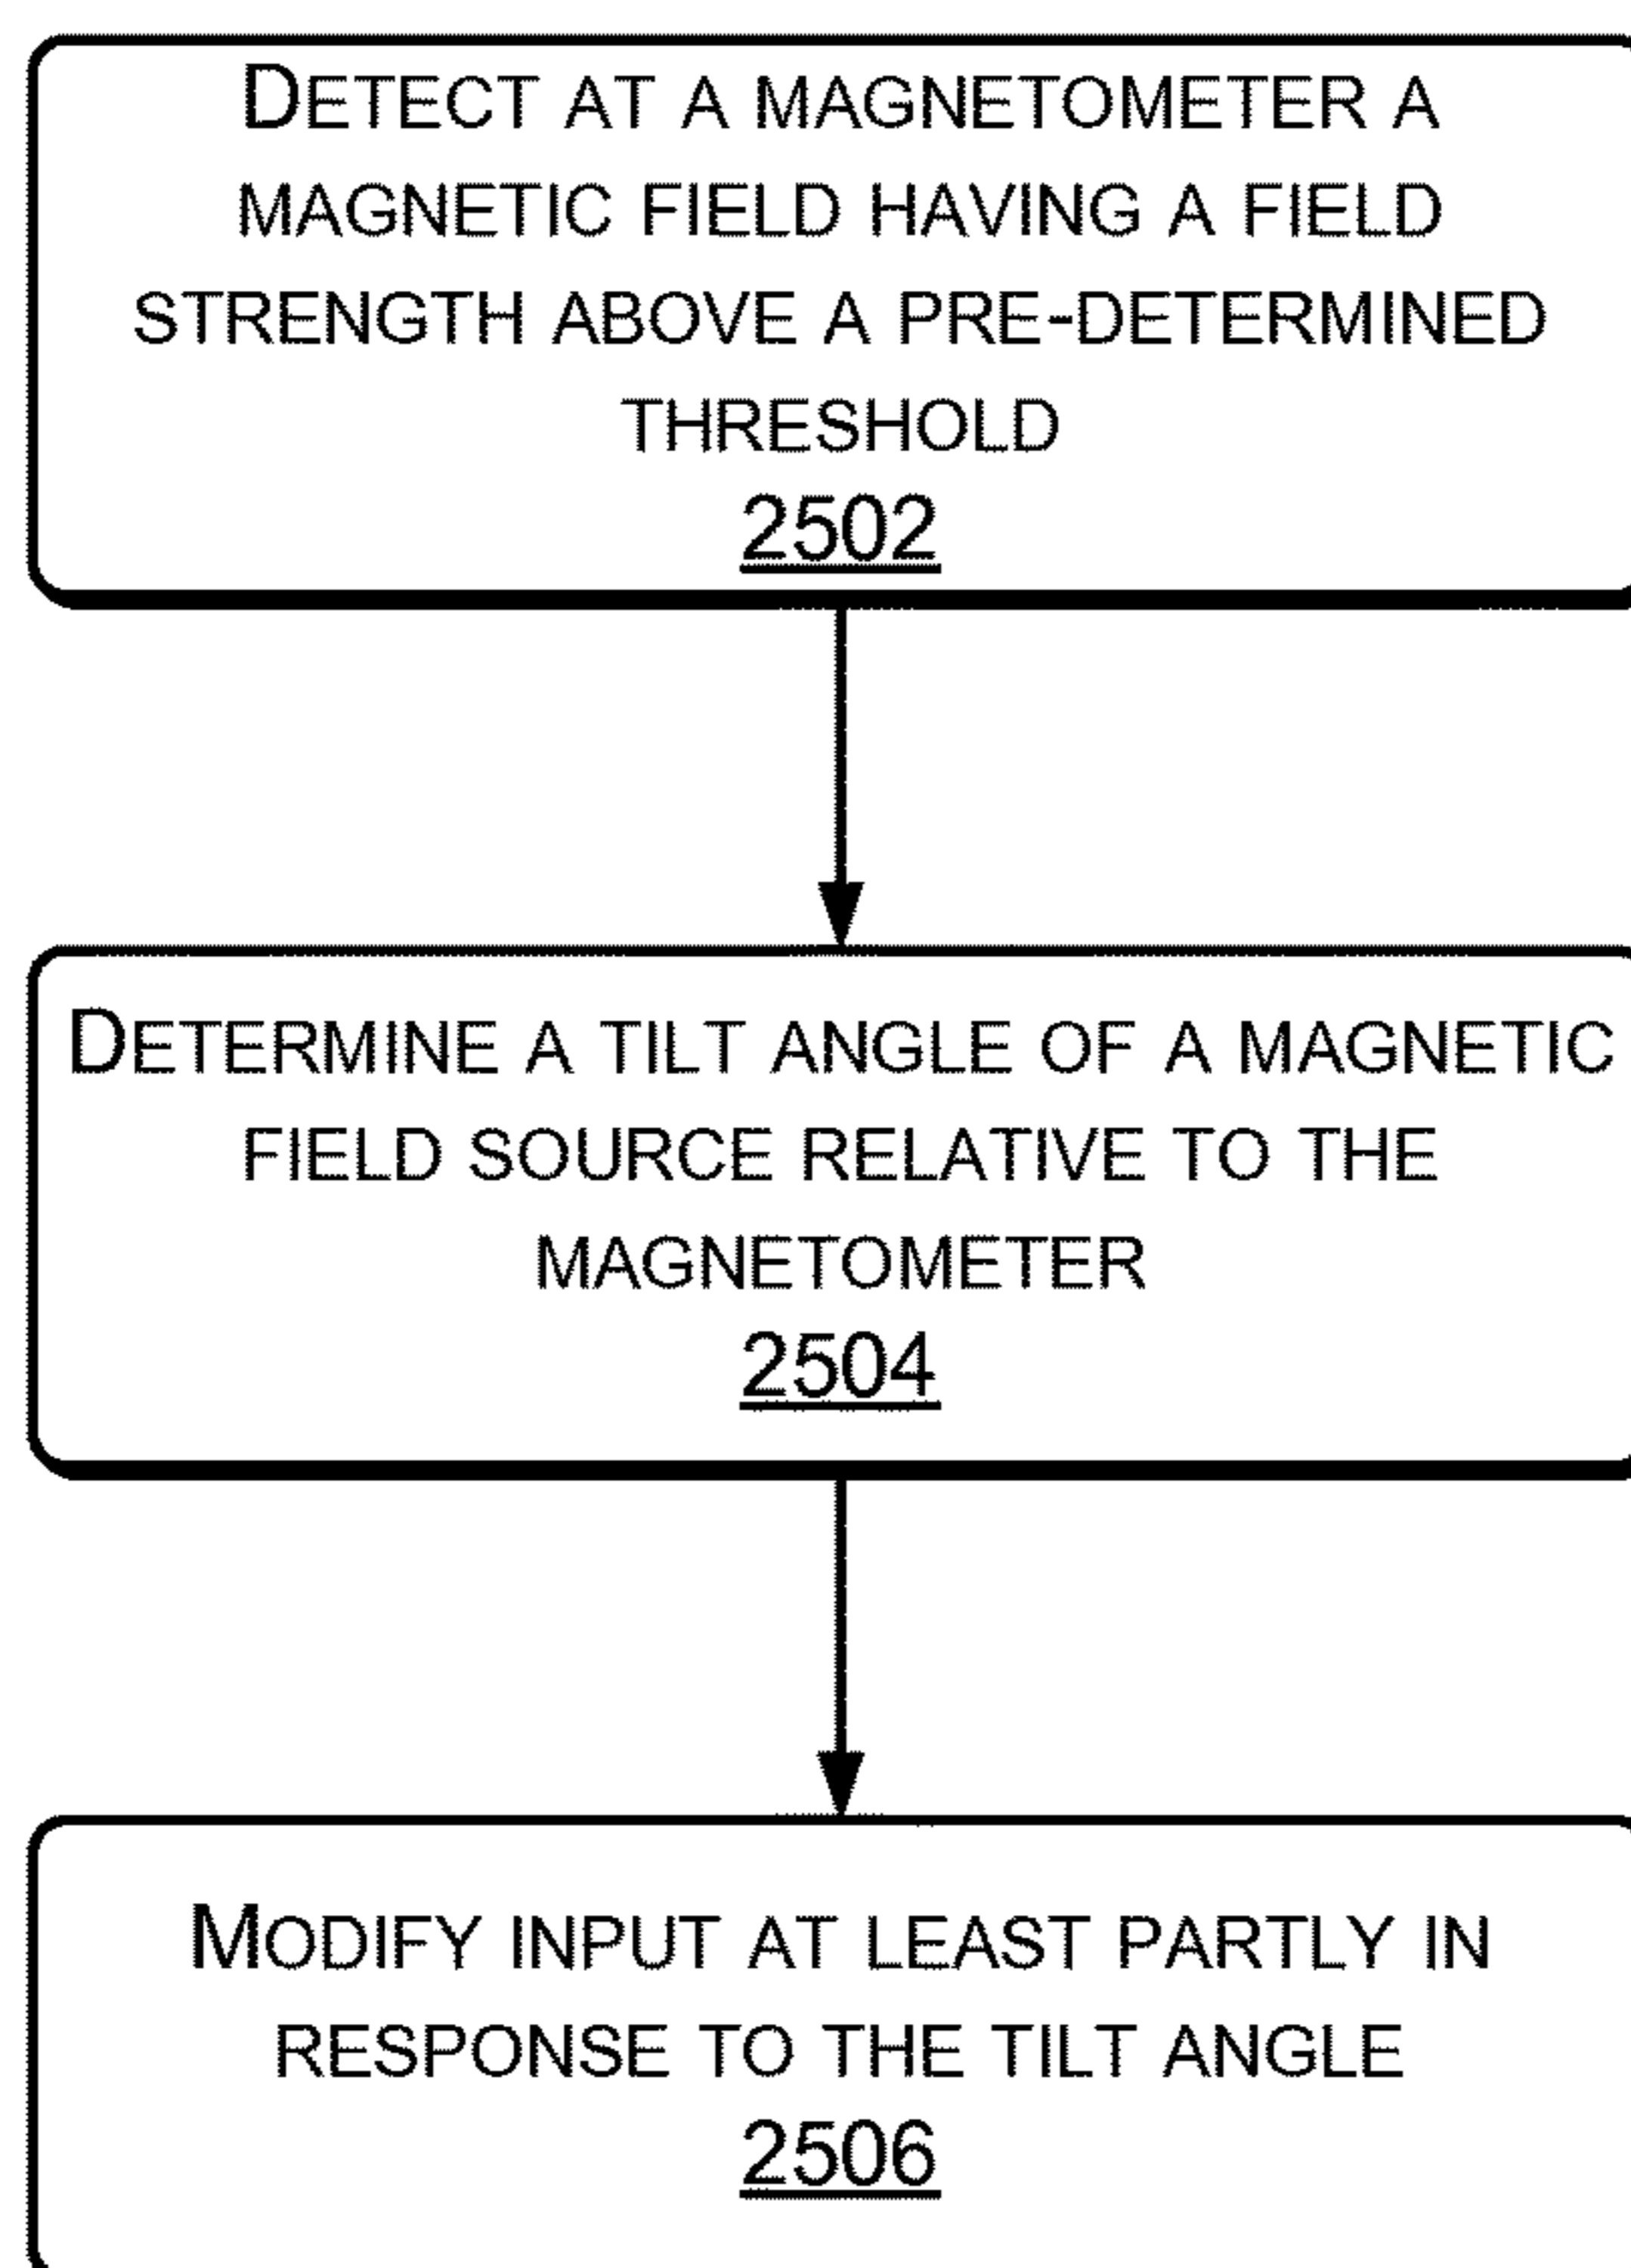 DETECT AT A MAGNETOMETER A
MAGNETIC FIELD HAVING A FIELD
STRENGTH ABOVE A PRE-DETERMINED
THRESHOLD
2502
DETERMINE A TILT ANGLE OF A MAGNETIC
FIELD SOURCE RELATIVE TO THE
MAGNETOMETER
2504
MODIFY INPUT AT LEAST PARTLY IN
RESPONSE TO THE TILT ANGLE
2506